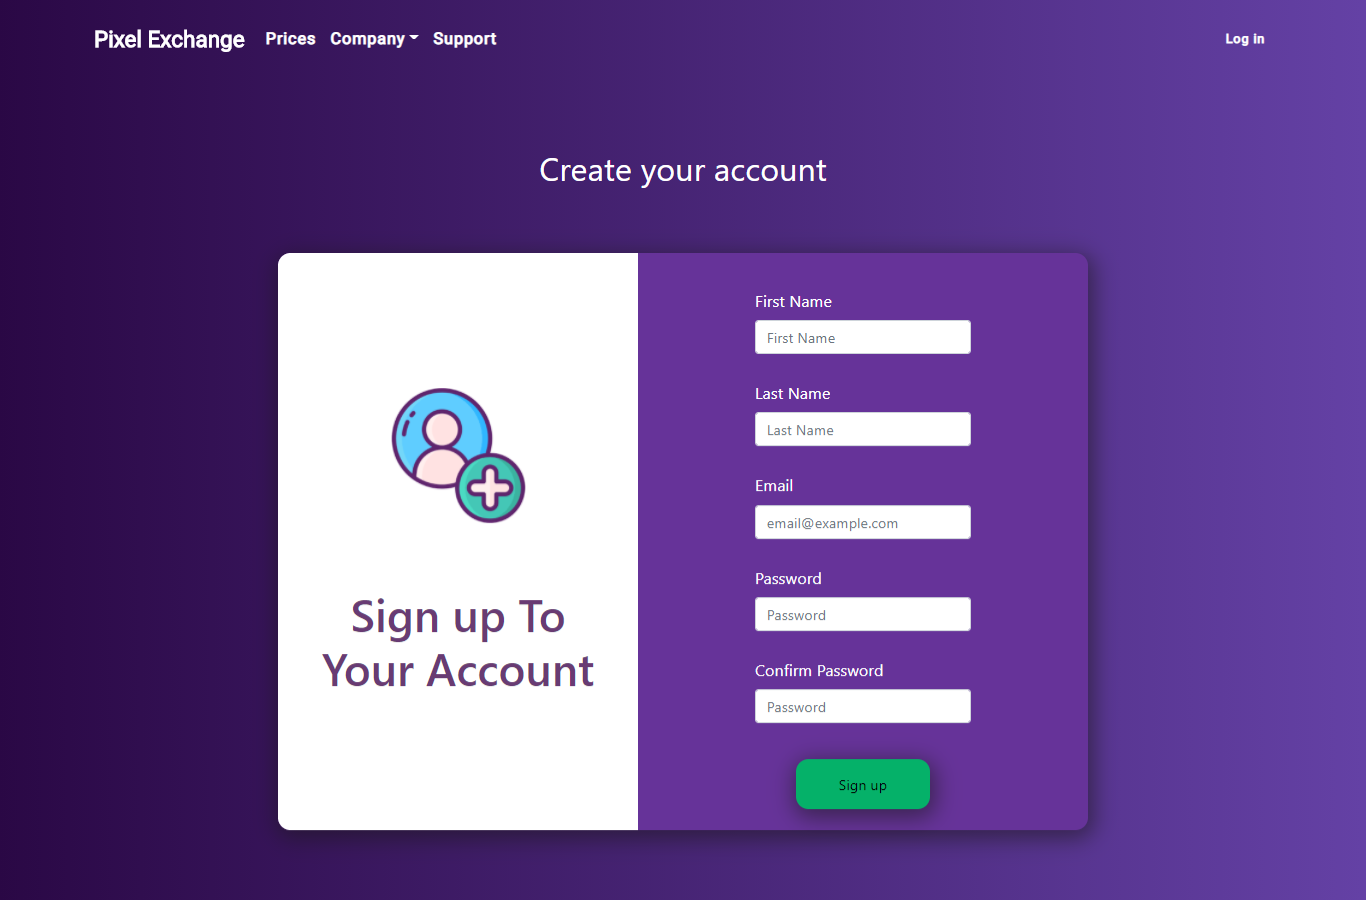 Pixel Exchange Prices Company Support Log in
Create your account
Sign up To
Your Account
First Name
First Name
Last Name
Last Name
Email
email@example.com
Password
Password
Confirm Password
Password
Sign up